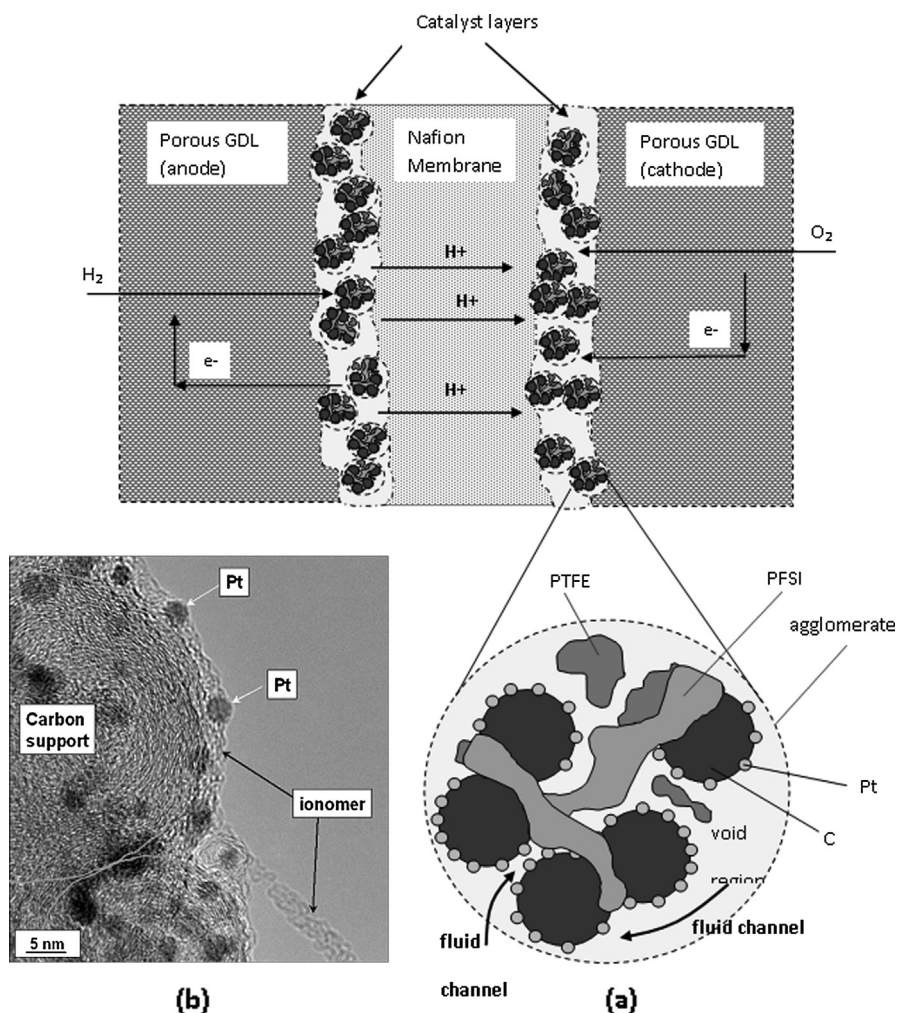 Catalyst layers
Porous GDL
(anode)
Nafion
Membrane
Porous GDL
(cathode)
O₂
H+
H₂
H+
e-
e-
H+
PTFE
PFSI
agglomerate
Pt
Pt
Carbon
support
ionomer
Pt
void
C
region
fluid channel
fluid
channel
5 nm
(b)
(a)